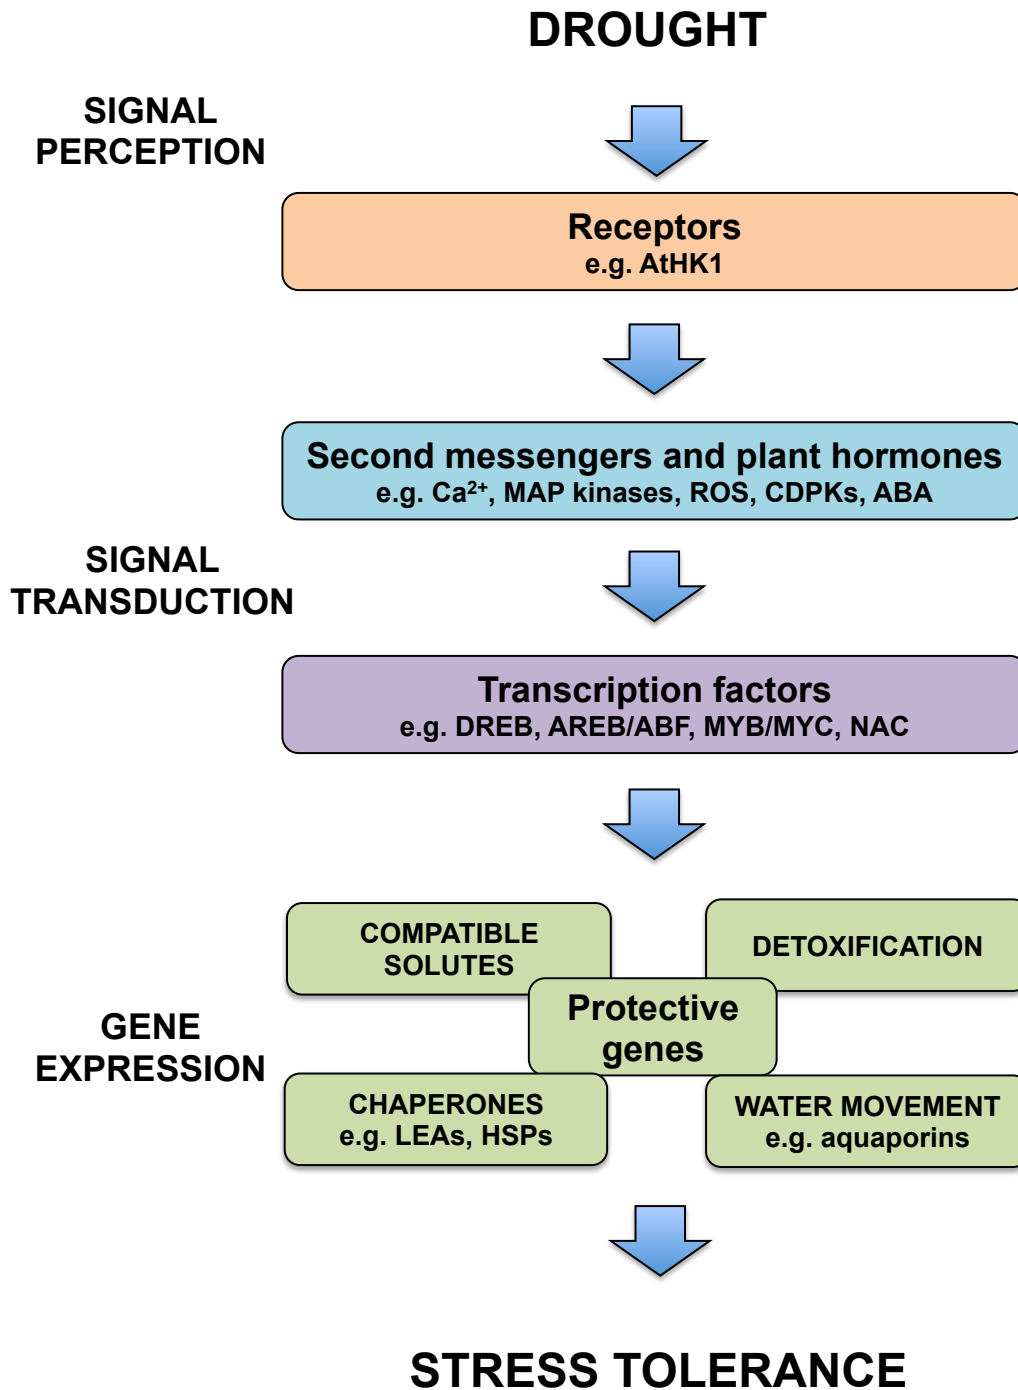 DROUGHT
SIGNAL
PERCEPTION
Receptors
e.g. AtHK1
Second messengers and plant hormones
e.g. Ca²⁺, MAP kinases, ROS, CDPKs, ABA
SIGNAL
TRANSDUCTION
Transcription factors
e.g. DREB, AREB/ABF, MYB/MYC, NAC
COMPATIBLE
SOLUTES
DETOXIFICATION
Protective
genes
GENE
EXPRESSION
CHAPERONES
e.g. LEAs, HSPs
WATER MOVEMENT
e.g. aquaporins
STRESS TOLERANCE